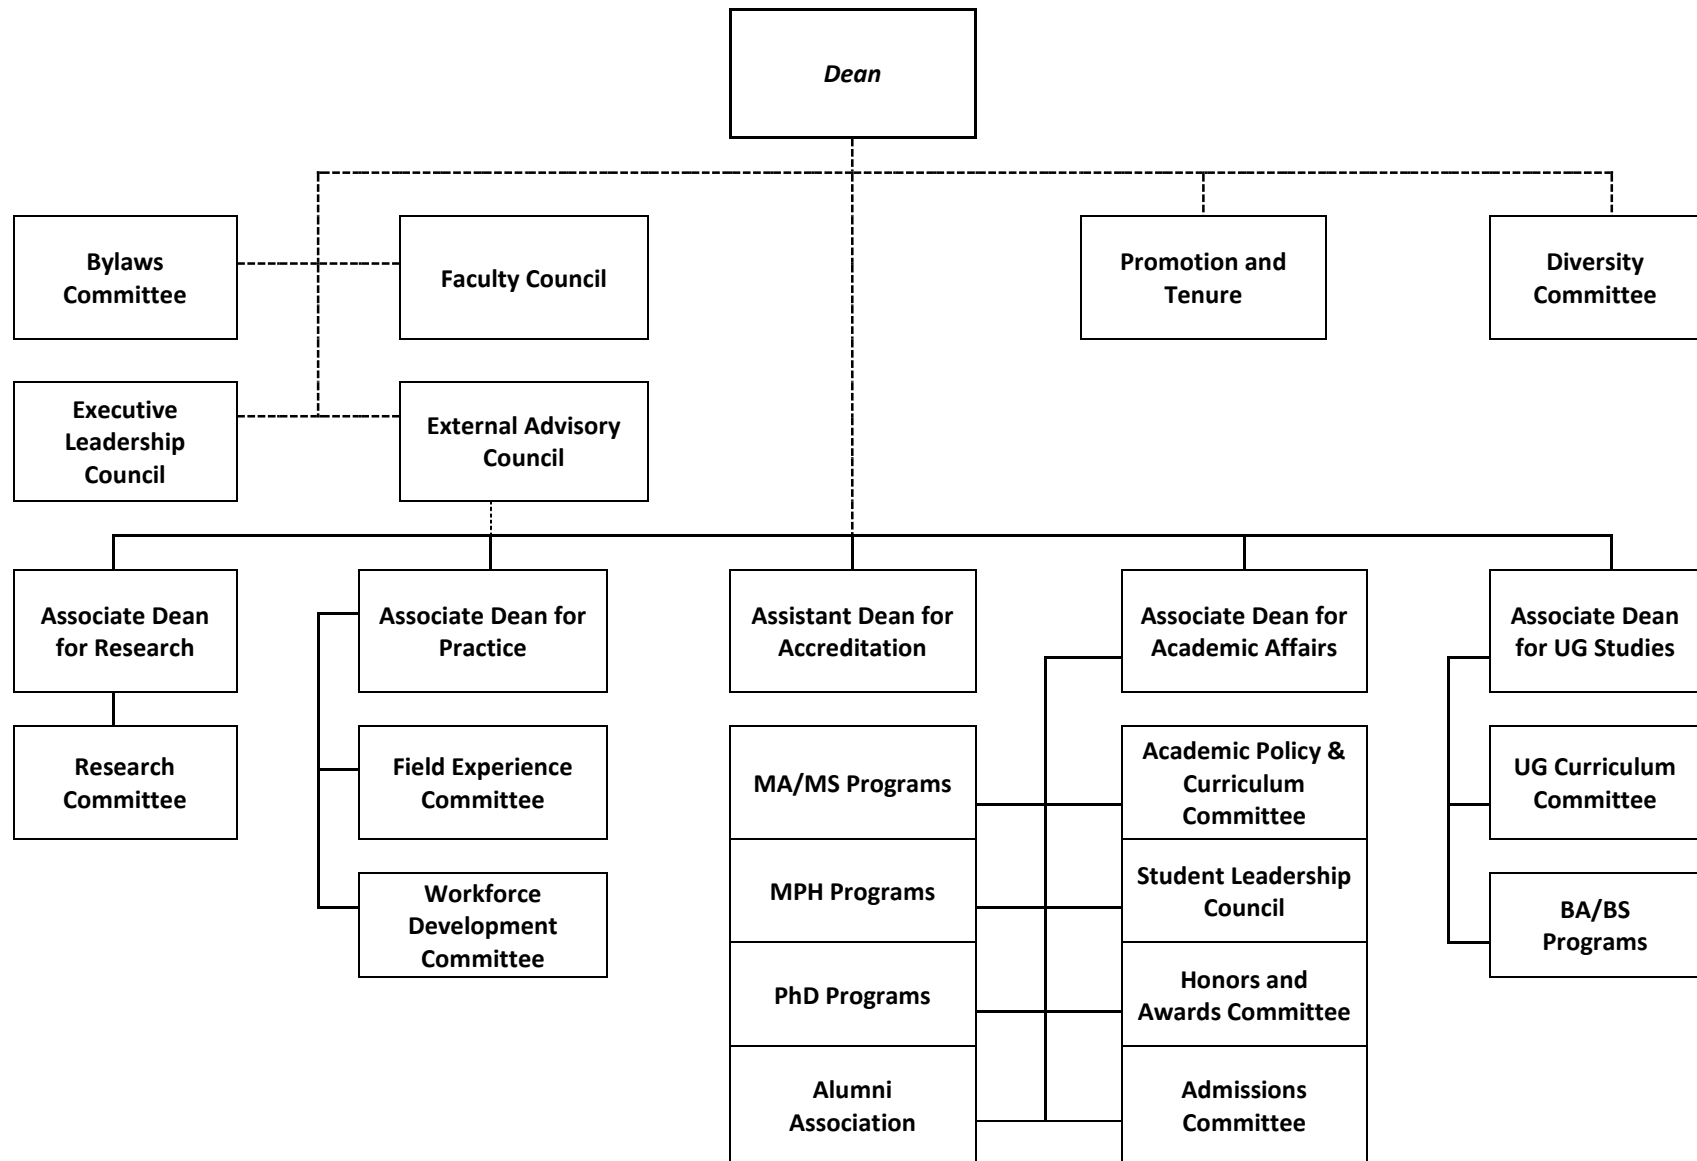 Dean
Bylaws
Committee
Faculty Council
Promotion and
Tenure
Diversity
Committee
Executive
Leadership
Council
External Advisory
Council
Associate Dean
for Research
Associate Dean for
Practice
Assistant Dean for
Accreditation
Associate Dean for
Academic Affairs
Associate Dean
for UG Studies
Research
Committee
Field Experience
Committee
MA/MS Programs
Academic Policy &
Curriculum
Committee
UG Curriculum
Committee
Workforce
Development
Committee
MPH Programs
Student Leadership
Council
BA/BS
Programs
PhD Programs
Honors and
Awards Committee
Alumni
Association
Admissions
Committee